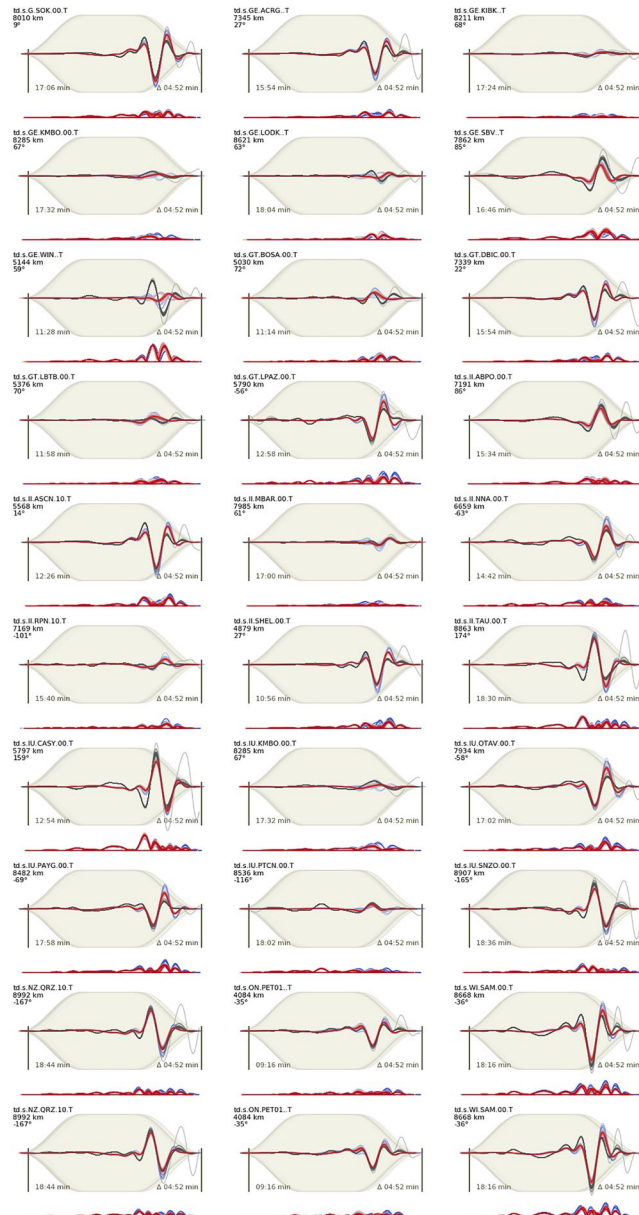 td.s.G.SOK.00.T
8010 km
9°
17:06 min
Δ 04:52 min
td.s.GE.ACRG..T
7345 km
27°
15:54 min
Δ 04:52 min
td.s.GE.KIBK..T
8211 km
68°
17:24 min
Δ 04:52 min
td.s.GE.KMBO.00.T
8285 km
67°
17:32 min
Δ 04:52 min
td.s.GE.LODK..T
8621 km
63°
18:04 min
Δ 04:52 min
td.s.GE.SBV..T
7862 km
85°
16:46 min
Δ 04:52 min
td.s.GE.WIN..T
5144 km
59°
11:28 min
Δ 04:52 min
td.s.GT.BOSA.00.T
5030 km
72°
11:14 min
Δ 04:52 min
td.s.GT.DBIC.00.T
7339 km
22°
15:54 min
Δ 04:52 min
td.s.GT.LBTB.00.T
5376 km
70°
11:58 min
Δ 04:52 min
td.s.GT.LPAZ.00.T
5790 km
-56°
12:58 min
Δ 04:52 min
td.s.II.ABPO.00.T
7191 km
86°
15:34 min
Δ 04:52 min
td.s.II.ASCN.10.T
5568 km
14°
12:26 min
Δ 04:52 min
td.s.II.MBAR.00.T
7985 km
61°
17:00 min
Δ 04:52 min
td.s.II.NNA.00.T
6659 km
-63°
14:42 min
Δ 04:52 min
td.s.II.RPN.10.T
7169 km
-101°
15:40 min
Δ 04:52 min
td.s.II.SHEL.00.T
4879 km
27°
10:56 min
Δ 04:52 min
td.s.II.TAU.00.T
8863 km
174°
18:30 min
Δ 04:52 min
td.s.IU.CASY.00.T
5797 km
159°
12:54 min
Δ 04:52 min
td.s.IU.KMBO.00.T
8285 km
67°
17:32 min
Δ 04:52 min
td.s.IU.OTAV.00.T
7934 km
-58°
17:02 min
Δ 04:52 min
td.s.IU.PAYG.00.T
8482 km
-69°
17:58 min
Δ 04:52 min
td.s.IU.PTCN.00.T
8536 km
-116°
18:02 min
Δ 04:52 min
td.s.IU.SNZO.00.T
8907 km
-165°
18:36 min
Δ 04:52 min
td.s.NZ.QRZ.10.T
8992 km
-167°
18:44 min
Δ 04:52 min
td.s.ON.PET01..T
4084 km
-35°
09:16 min
Δ 04:52 min
td.s.WI.SAM.00.T
8668 km
-36°
18:16 min
Δ 04:52 min
td.s.NZ.QRZ.10.T
8992 km
-167°
18:44 min
Δ 04:52 min
td.s.ON.PET01..T
4084 km
-35°
09:16 min
Δ 04:52 min
td.s.WI.SAM.00.T
8668 km
-36°
18:16 min
Δ 04:52 min